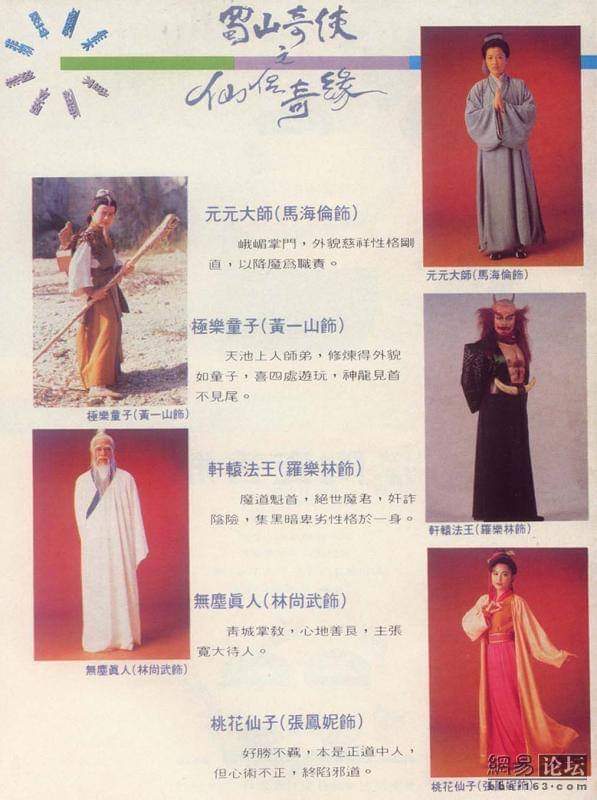 蜀山奇俠
之
仙侶奇緣
元元大師(馬海倫飾)
峨嵋掌門，外貌慈祥性格剛
直，以降魔爲職責。
元元大師(馬海倫飾)
極樂童子(黃一山飾)
天池上人師弟，修煉得外貌
如童子，喜四處遊玩，神龍見首
不見尾。
極樂童子(黃一山飾)
軒轅法王(羅樂林飾)
魔道魁首，絕世魔君，奸詐
陰險，集黑暗卑劣性格於一身。
軒轅法王(羅樂林飾)
無塵眞人(林尚武飾)
靑城掌敎，心地善良，主張
寬大待人。
無塵眞人(林尚武飾)
桃花仙子(張鳳妮飾)
好勝不羈，本是正道中人，
但心術不正，終陷邪道。
桃花仙子(張鳳妮飾)
網易 论坛
bbs.163.com